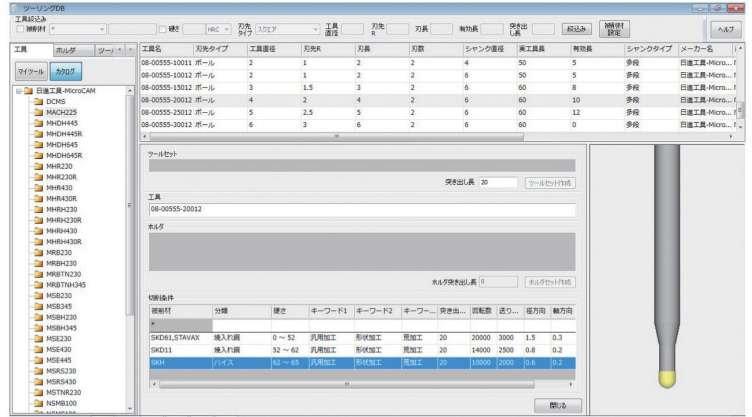 ツーリングDB
工具絞込み
被削材 * 硬さ HRC 刃先タイプ スクエア 工具直径 刃先R 刃長 有効長 突き出し長 絞込み 被削材設定 ヘルプ
工具 ホルダ ツー
マイツール カタログ
日進工具-MicroCAM
DCMS
MACH225
MHDH445
MHDH445R
MHDH645
MHDH645R
MHR230
MHR230R
MHR430
MHR430R
MHRH230
MHRH230R
MHRH430
MHRH430R
MRB230
MRBH230
MRBTN230
MRBTNH345
MSB230
MSB345
MSBH230
MSBH345
MSE230
MSE430
MSE445
MSRS230
MSRS430
MSTNR230
NSMB100
工具名 刃先タイプ 工具直径 刃先R 刃長 刃数 シャンク直径 実工具長 有効長 シャンクタイプ メーカー名
08-00555-10011 ボール 2 1 2 2 4 50 5 多段 日進工具-Micro...
08-00555-10012 ボール 2 1 2 2 6 50 5 多段 日進工具-Micro...
08-00555-15012 ボール 3 1.5 3 2 6 60 8 多段 日進工具-Micro...
08-00555-20012 ボール 4 2 4 2 6 60 10 多段 日進工具-Micro...
08-00555-25012 ボール 5 2.5 5 2 6 60 12 多段 日進工具-Micro...
08-00555-30012 ボール 6 3 6 2 6 60 0 多段 日進工具-Micro...
ツールセット
突き出し長 20 ツールセット作成
工具
08-00555-20012
ホルダ
ホルダ突き出し長 0 ホルダセット作成
切削条件
被削材 分類 硬さ キーワード1 キーワード2 キーワー... 突き出... 回転数 送り... 径方向 軸方向
*
SKD61,STAVAX 焼入れ鋼 0 ～ 52 汎用加工 形状加工 荒加工 20 20000 3000 1.5 0.3
SKD11 焼入れ鋼 52 ～ 62 汎用加工 形状加工 荒加工 20 14000 2500 0.8 0.2
SKH ハイス 62 ～ 65 汎用加工 形状加工 荒加工 20 10000 2000 0.6 0.2
閉じる